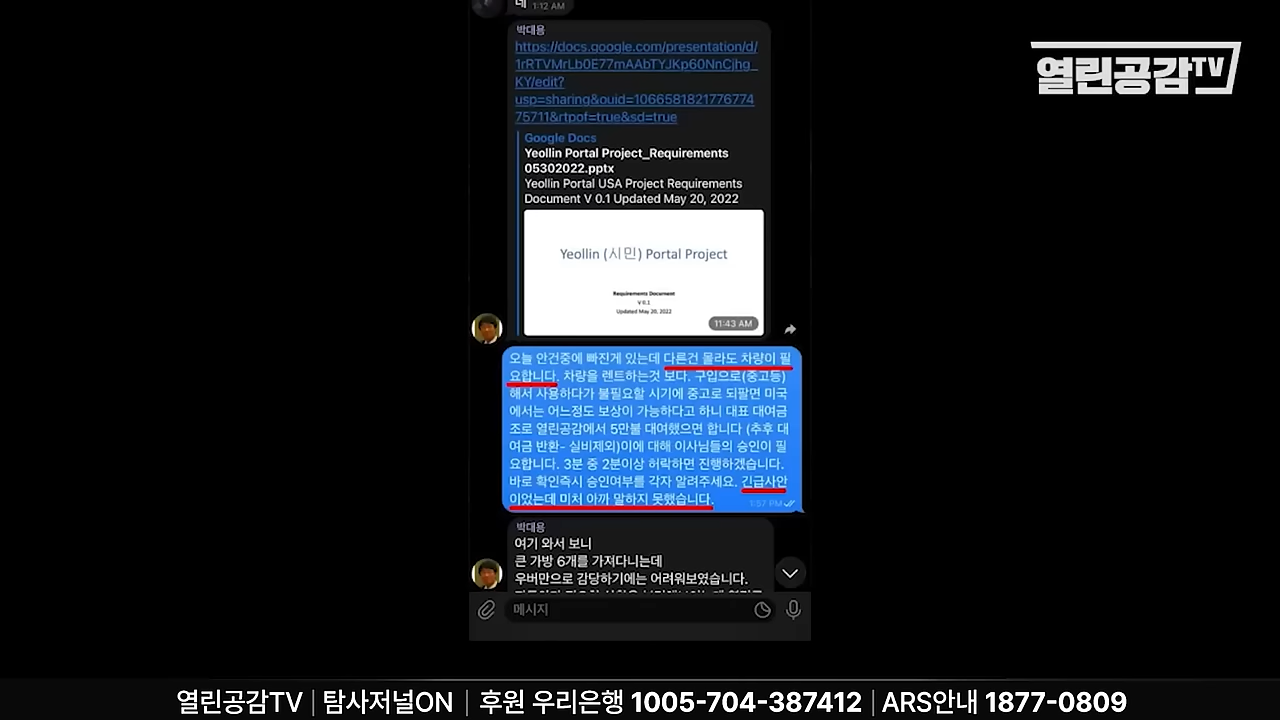 네 1:12 AM
박대용
https://docs.google.com/presentation/d/
1rRTVMrLb0E77mAAbTYJKp60NnCjhg_
KY/edit?
usp=sharing&ouid=1066581821776774
75711&rtpof=true&sd=true
Google Docs
Yeollin Portal Project_Requirements
05302022.pptx
Yeollin Portal USA Project Requirements
Document V 0.1 Updated May 20, 2022
Yeollin (시민) Portal Project
Requirements Document
V 0.1
Updated May 20, 2022
11:43 AM
오늘 안건중에 빠진게 있는데 다른건 몰라도 차량이 필
요합니다. 차량을 렌트하는것 보다. 구입으로(중고등)
해서 사용하다가 불필요할 시기에 중고로 되팔면 미국
에서는 어느정도 보상이 가능하다고 하니 대표 대여금
조로 열린공감에서 5만불 대여했으면 합니다 (추후 대
여금 반환- 실비제외)이에 대해 이사님들의 승인이 필
요합니다. 3분 중 2분이상 허락하면 진행하겠습니다.
바로 확인즉시 승인여부를 각자 알려주세요. 긴급사안
이었는데 미처 아까 말하지 못했습니다.
1:57 PM
박대용
여기 와서 보니
큰 가방 6개를 가져다니는데
우버만으로 감당하기에는 어려워보였습니다.
메시지
열린공감TV
열린공감TV | 탐사저널ON | 후원 우리은행 1005-704-387412 | ARS안내 1877-0809